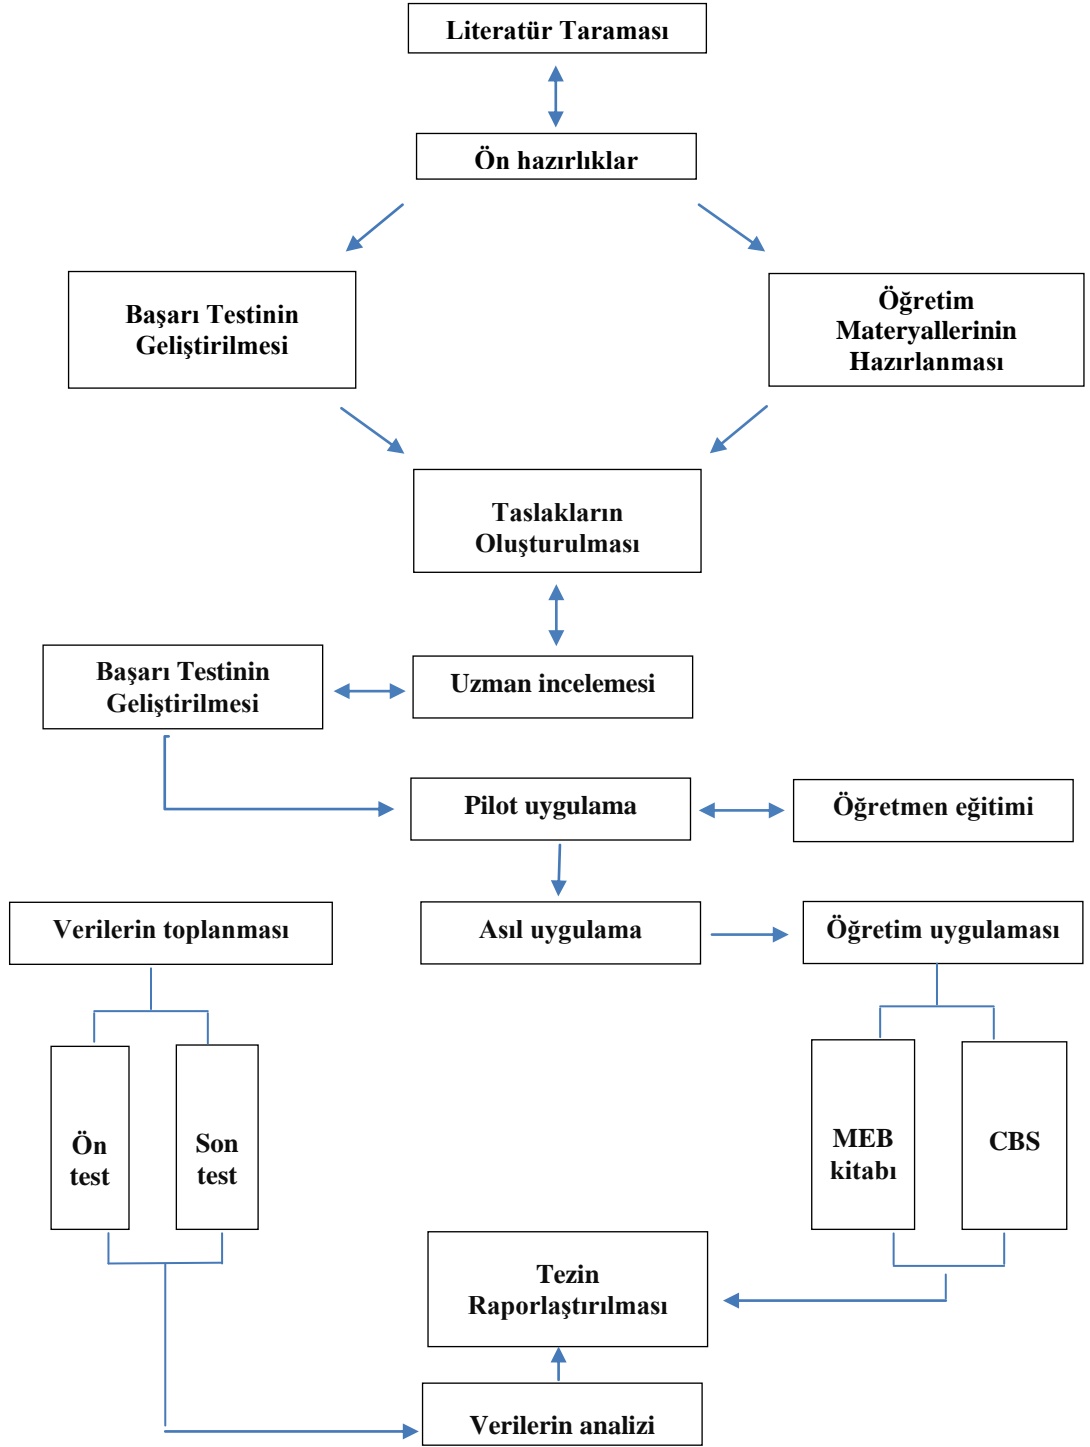 Literatür Taraması
Ön hazırlıklar
Başarı Testinin
Geliştirilmesi
Öğretim
Materyallerinin
Hazırlanması
Taslakların
Oluşturulması
Başarı Testinin
Geliştirilmesi
Uzman incelemesi
Pilot uygulama
Öğretmen eğitimi
Verilerin toplanması
Asıl uygulama
Öğretim uygulaması
Ön
test
Son
test
MEB
kitabı
CBS
Tezin
Raporlaştırılması
Verilerin analizi